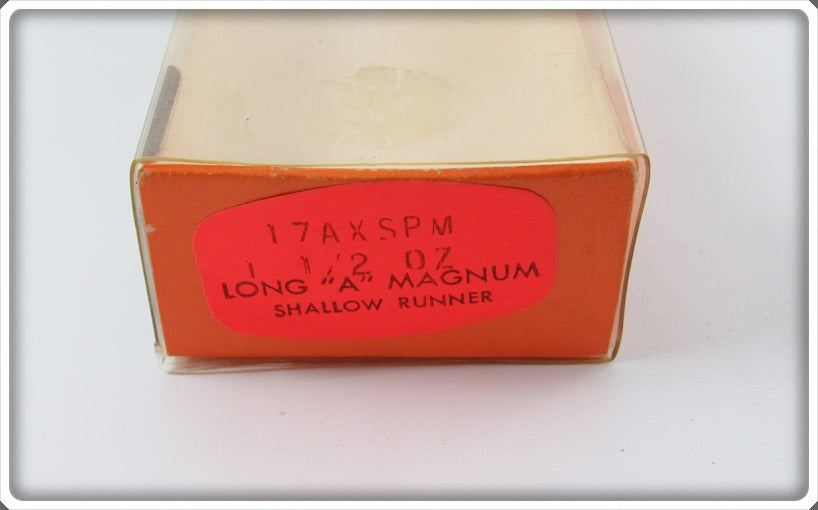 17AXSPM
1 1/2 OZ
LONG "A" MAGNUM
SHALLOW RUNNER